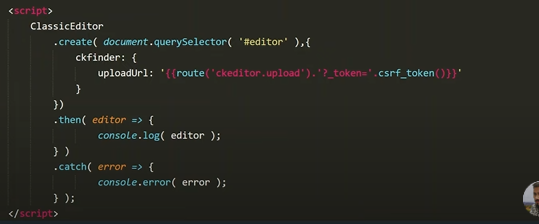 <script>
ClassicEditor
.create( document.querySelector( '#editor' ),{
ckfinder: {
uploadUrl: '{{route('ckeditor.upload').'?_token='.csrf_token()}}'
}
})
.then( editor => {
console.log( editor );
} )
.catch( error => {
console.error( error );
} );
</script>